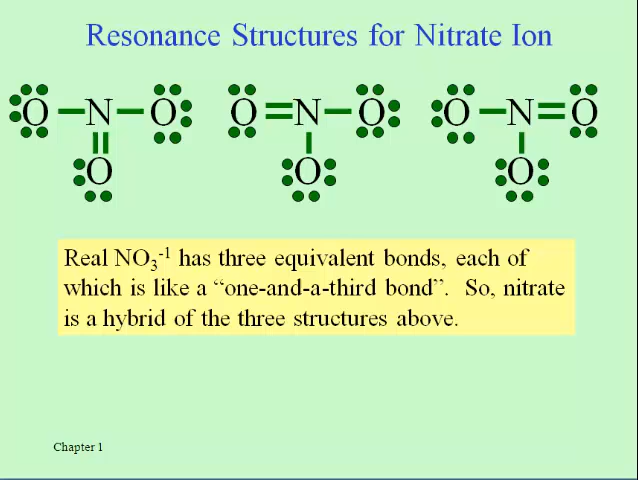 Resonance Structures for Nitrate Ion
O N O O N O O N O
O O O
Real NO₃⁻¹ has three equivalent bonds, each of
which is like a “one-and-a-third bond”. So, nitrate
is a hybrid of the three structures above.
Chapter 1